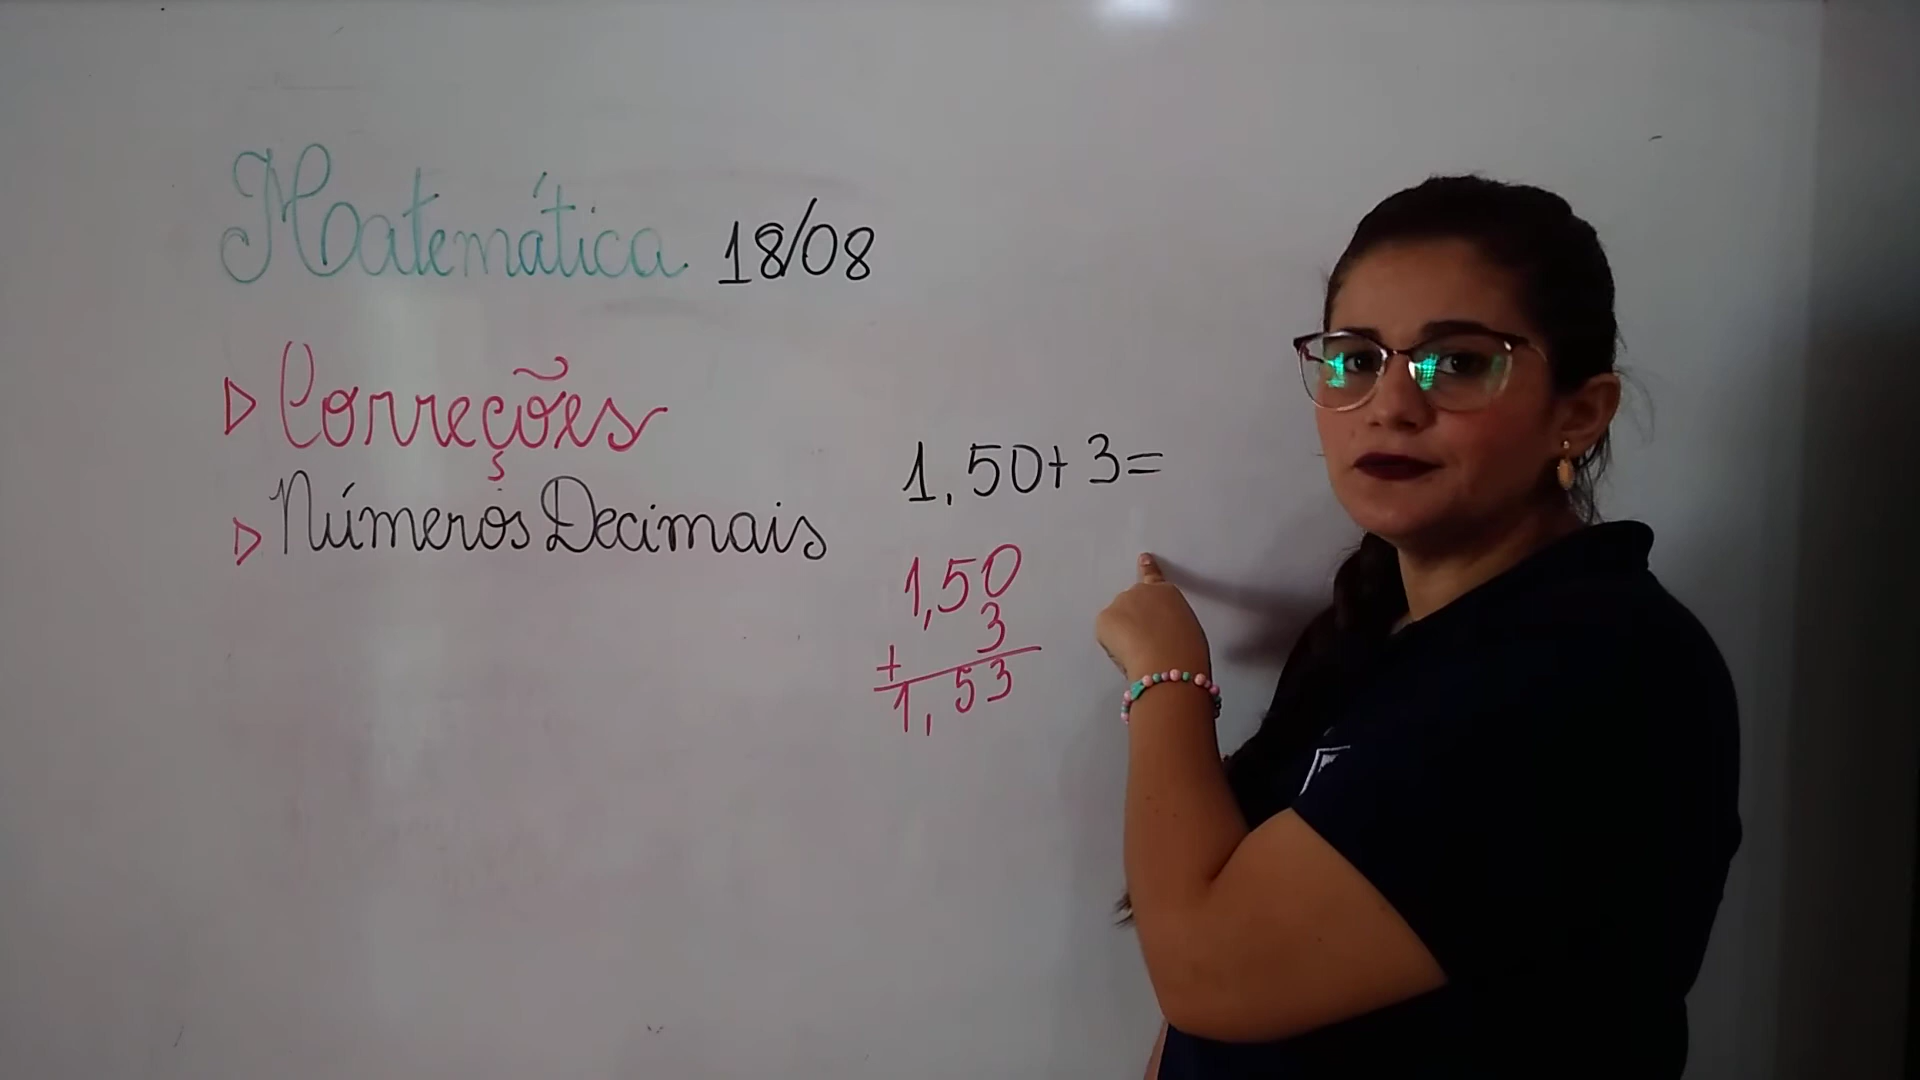 Matemática 18/08
▷ Correções
▷ Números Decimais
1,50+3=
1,50
+ 3
1,53